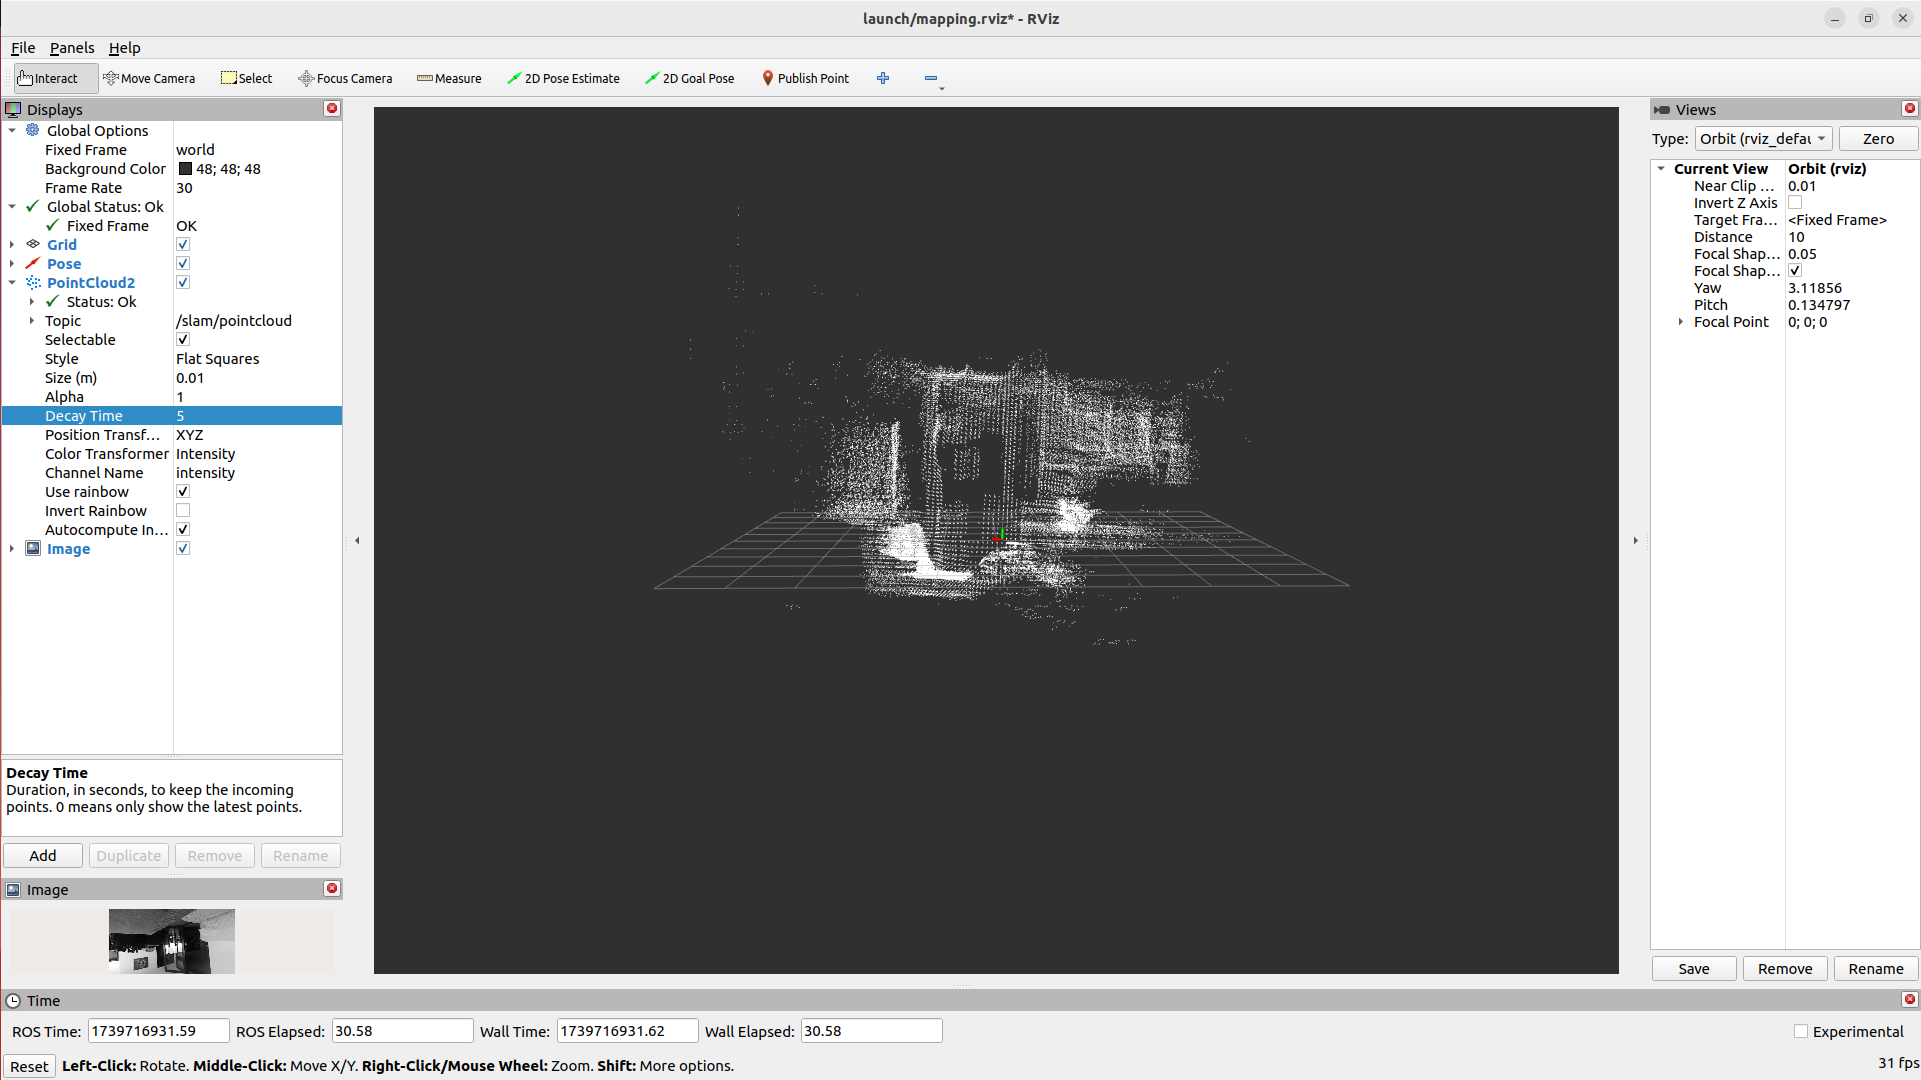 launch/mapping.rviz* - RViz
File Panels Help
Interact Move Camera Select Focus Camera Measure 2D Pose Estimate 2D Goal Pose Publish Point
Displays
Global Options
Fixed Frame world
Background Color 48; 48; 48
Frame Rate 30
Global Status: Ok
Fixed Frame OK
Grid
Pose
PointCloud2
Status: Ok
Topic /slam/pointcloud
Selectable
Style Flat Squares
Size (m) 0.01
Alpha 1
Decay Time 5
Position Transf... XYZ
Color Transformer Intensity
Channel Name intensity
Use rainbow
Invert Rainbow
Autocompute In...
Image
Decay Time
Duration, in seconds, to keep the incoming
points. 0 means only show the latest points.
Add Duplicate Remove Rename
Image
Views
Type: Orbit (rviz_defau Zero
Current View Orbit (rviz)
Near Clip ... 0.01
Invert Z Axis
Target Fra... <Fixed Frame>
Distance 10
Focal Shap... 0.05
Focal Shap...
Yaw 3.11856
Pitch 0.134797
Focal Point 0; 0; 0
Save Remove Rename
Time
ROS Time: 1739716931.59 ROS Elapsed: 30.58 Wall Time: 1739716931.62 Wall Elapsed: 30.58 Experimental
Reset Left-Click: Rotate. Middle-Click: Move X/Y. Right-Click/Mouse Wheel: Zoom. Shift: More options. 31 fps